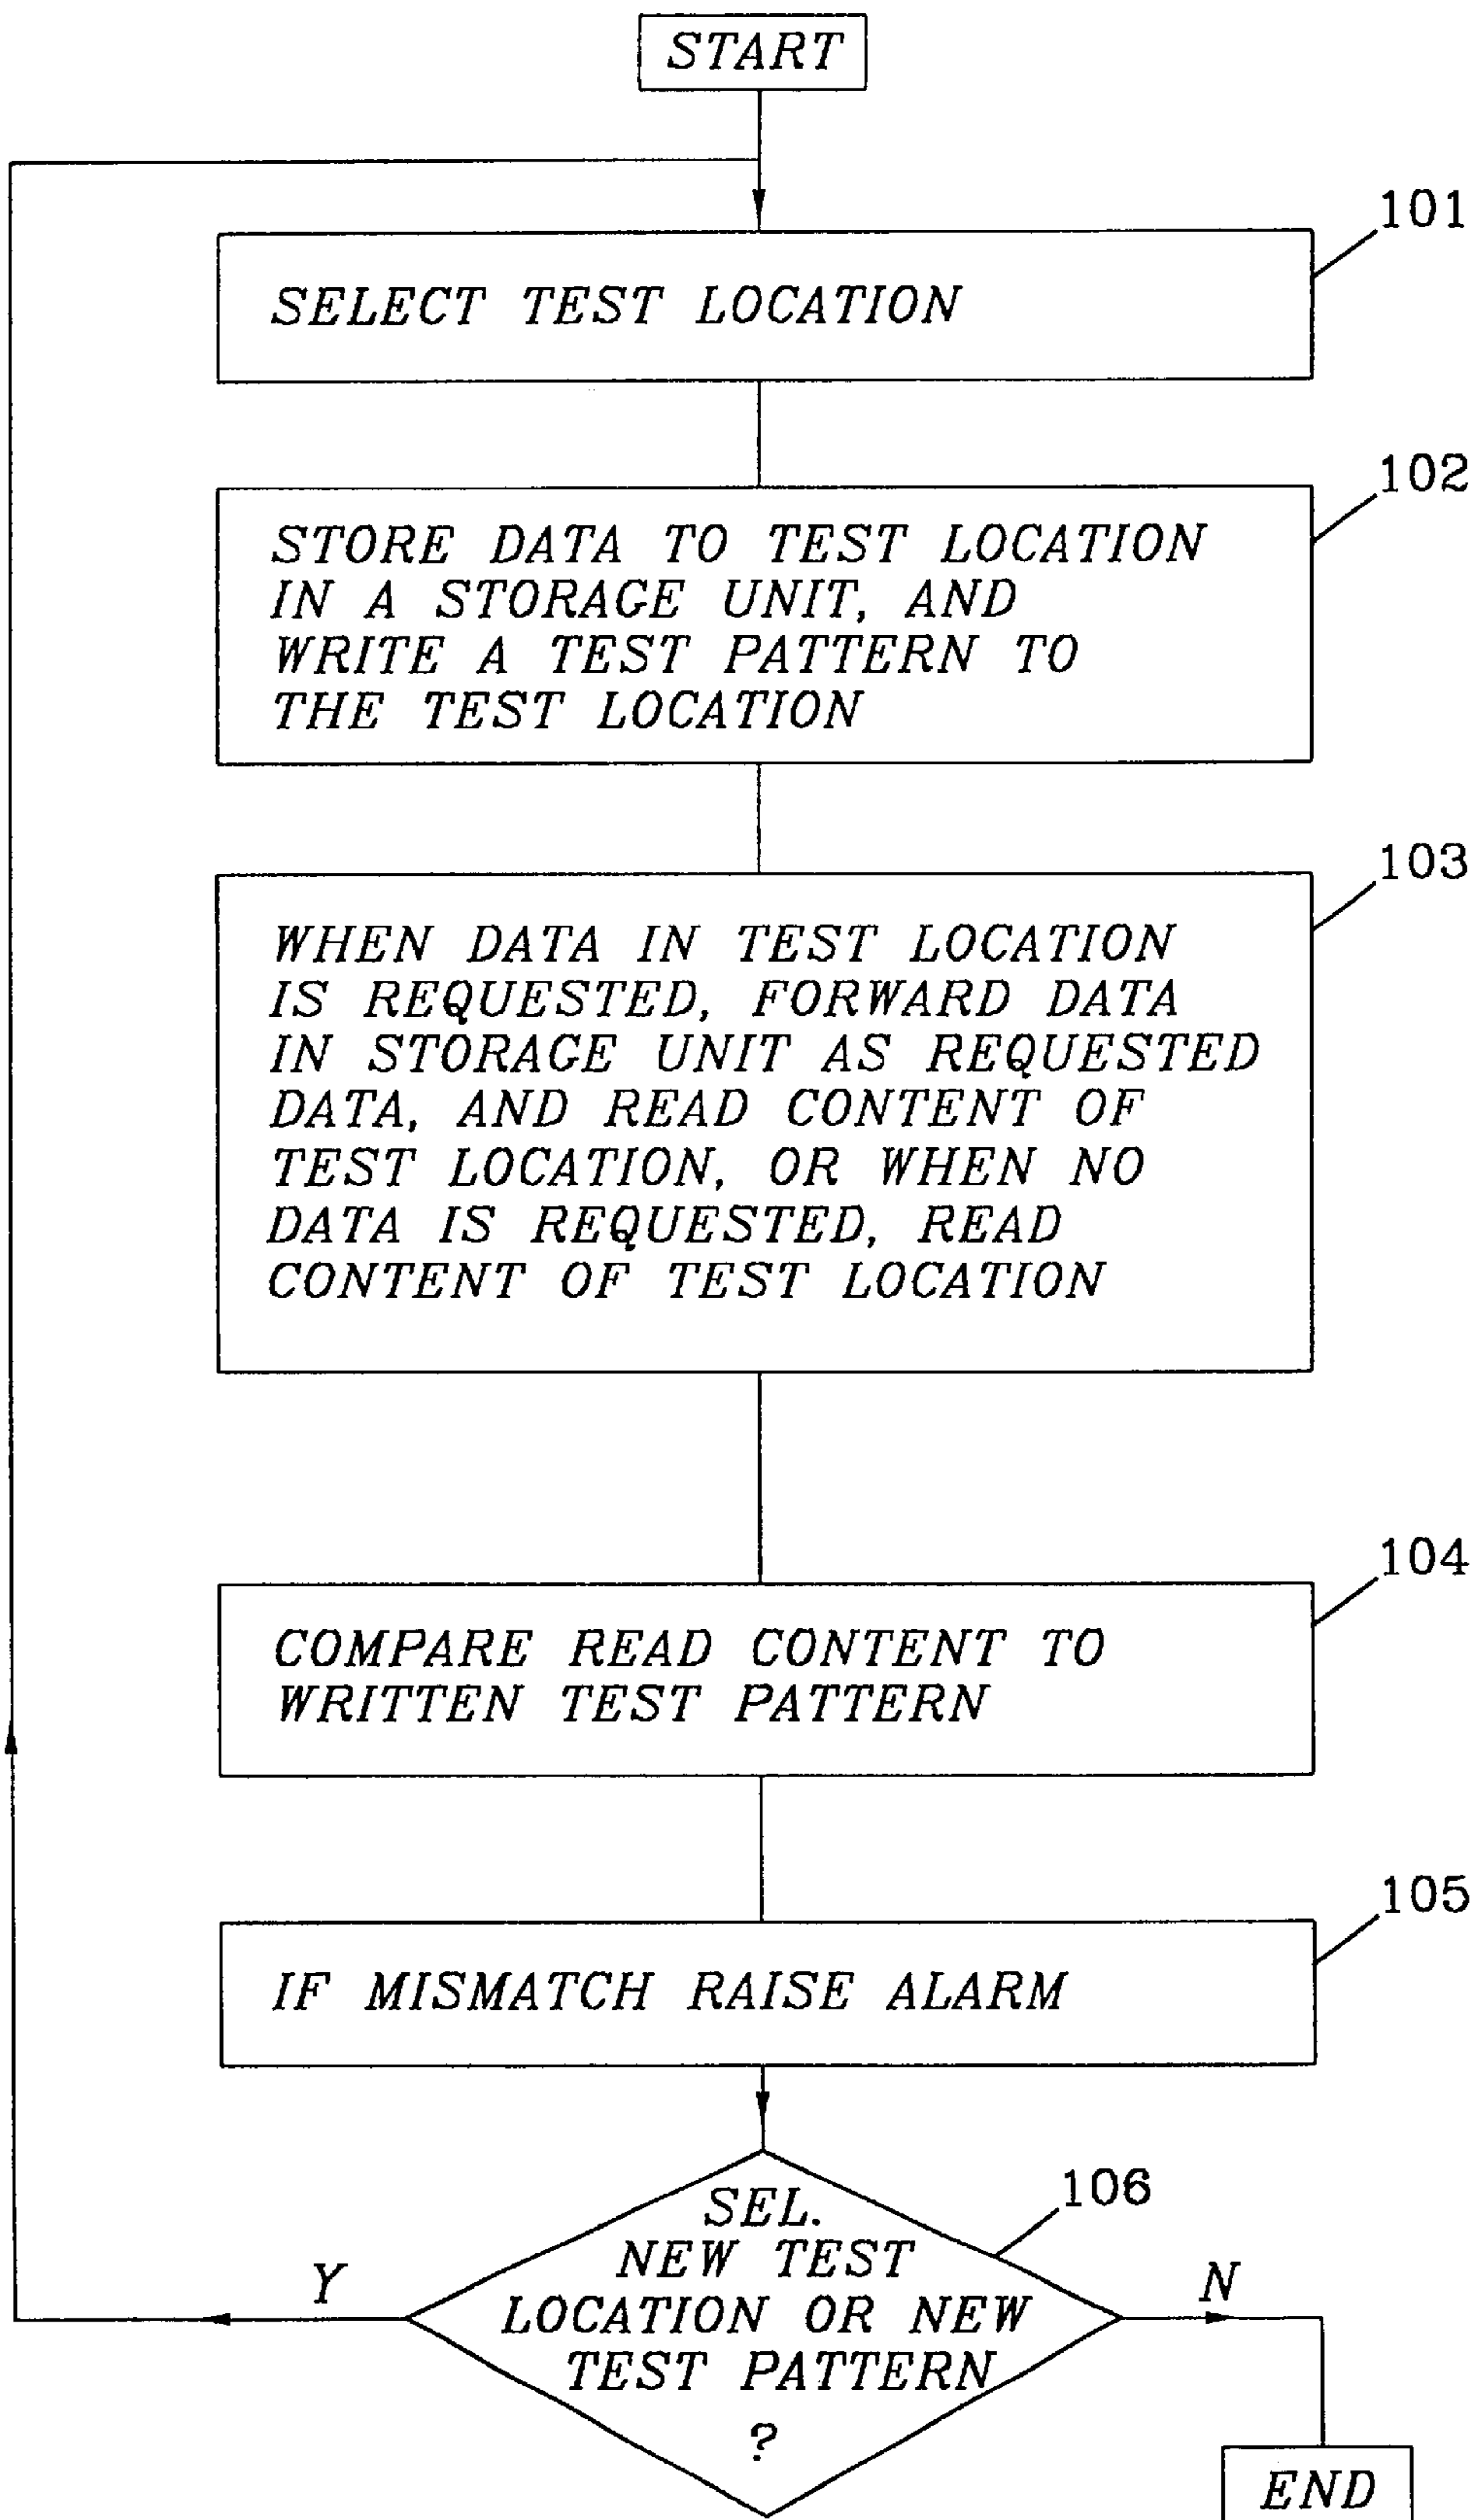 START
101
SELECT TEST LOCATION
102
STORE DATA TO TEST LOCATION
IN A STORAGE UNIT, AND
WRITE A TEST PATTERN TO
THE TEST LOCATION
103
WHEN DATA IN TEST LOCATION
IS REQUESTED, FORWARD DATA
IN STORAGE UNIT AS REQUESTED
DATA, AND READ CONTENT OF
TEST LOCATION, OR WHEN NO
DATA IS REQUESTED, READ
CONTENT OF TEST LOCATION
104
COMPARE READ CONTENT TO
WRITTEN TEST PATTERN
105
IF MISMATCH RAISE ALARM
106
SEL.
NEW TEST
LOCATION OR NEW
TEST PATTERN
?
Y
N
END